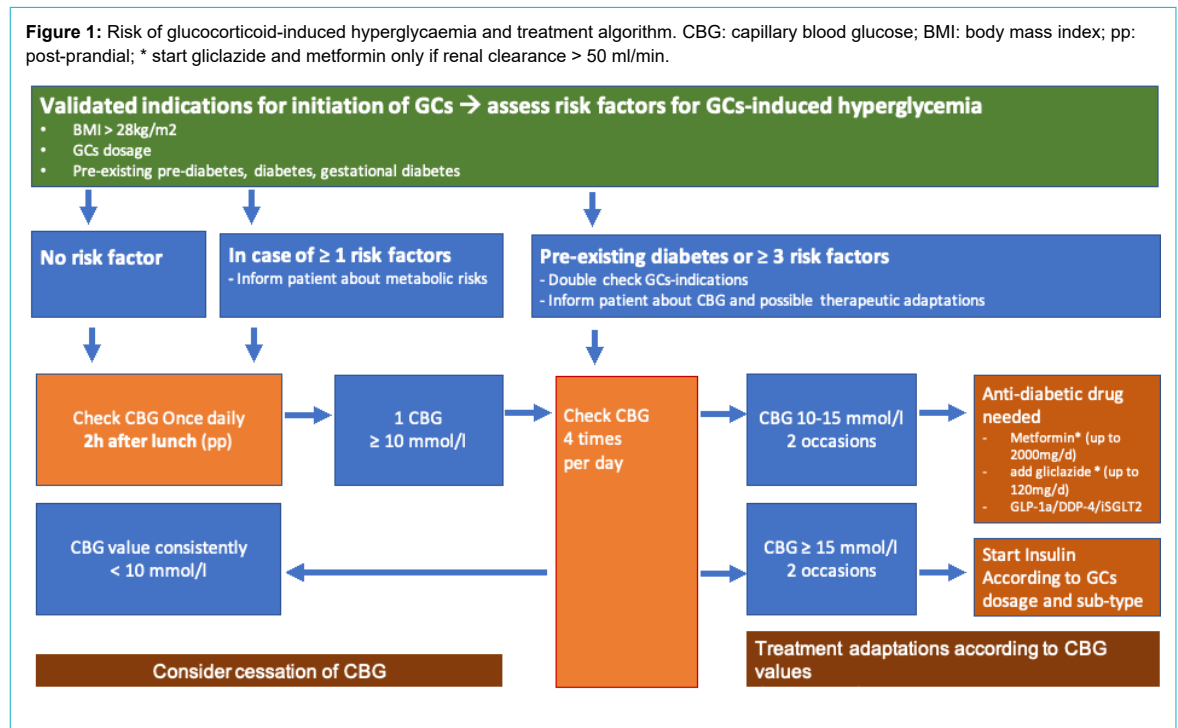 Figure 1: Risk of glucocorticoid-induced hyperglycaemia and treatment algorithm. CBG: capillary blood glucose; BMI: body mass index; pp:
post-prandial; * start gliclazide and metformin only if renal clearance > 50 ml/min.
Validated indications for initiation of GCs → assess risk factors for GCs-induced hyperglycemia
• BMI > 28kg/m2
• GCs dosage
• Pre-existing pre-diabetes, diabetes, gestational diabetes
No risk factor
In case of ≥ 1 risk factors
- Inform patient about metabolic risks
Pre-existing diabetes or ≥ 3 risk factors
- Double check GCs-indications
- Inform patient about CBG and possible therapeutic adaptations
Check CBG Once daily
2h after lunch (pp)
1 CBG
≥ 10 mmol/l
Check CBG
4 times
per day
CBG 10-15 mmol/l
2 occasions
Anti-diabetic drug
needed
- Metformin* (up to
2000mg/d)
- add gliclazide * (up to
120mg/d)
- GLP-1a/DDP-4/iSGLT2
CBG value consistently
< 10 mmol/l
CBG ≥ 15 mmol/l
2 occasions
Start Insulin
According to GCs
dosage and sub-type
Consider cessation of CBG
Treatment adaptations according to CBG
values